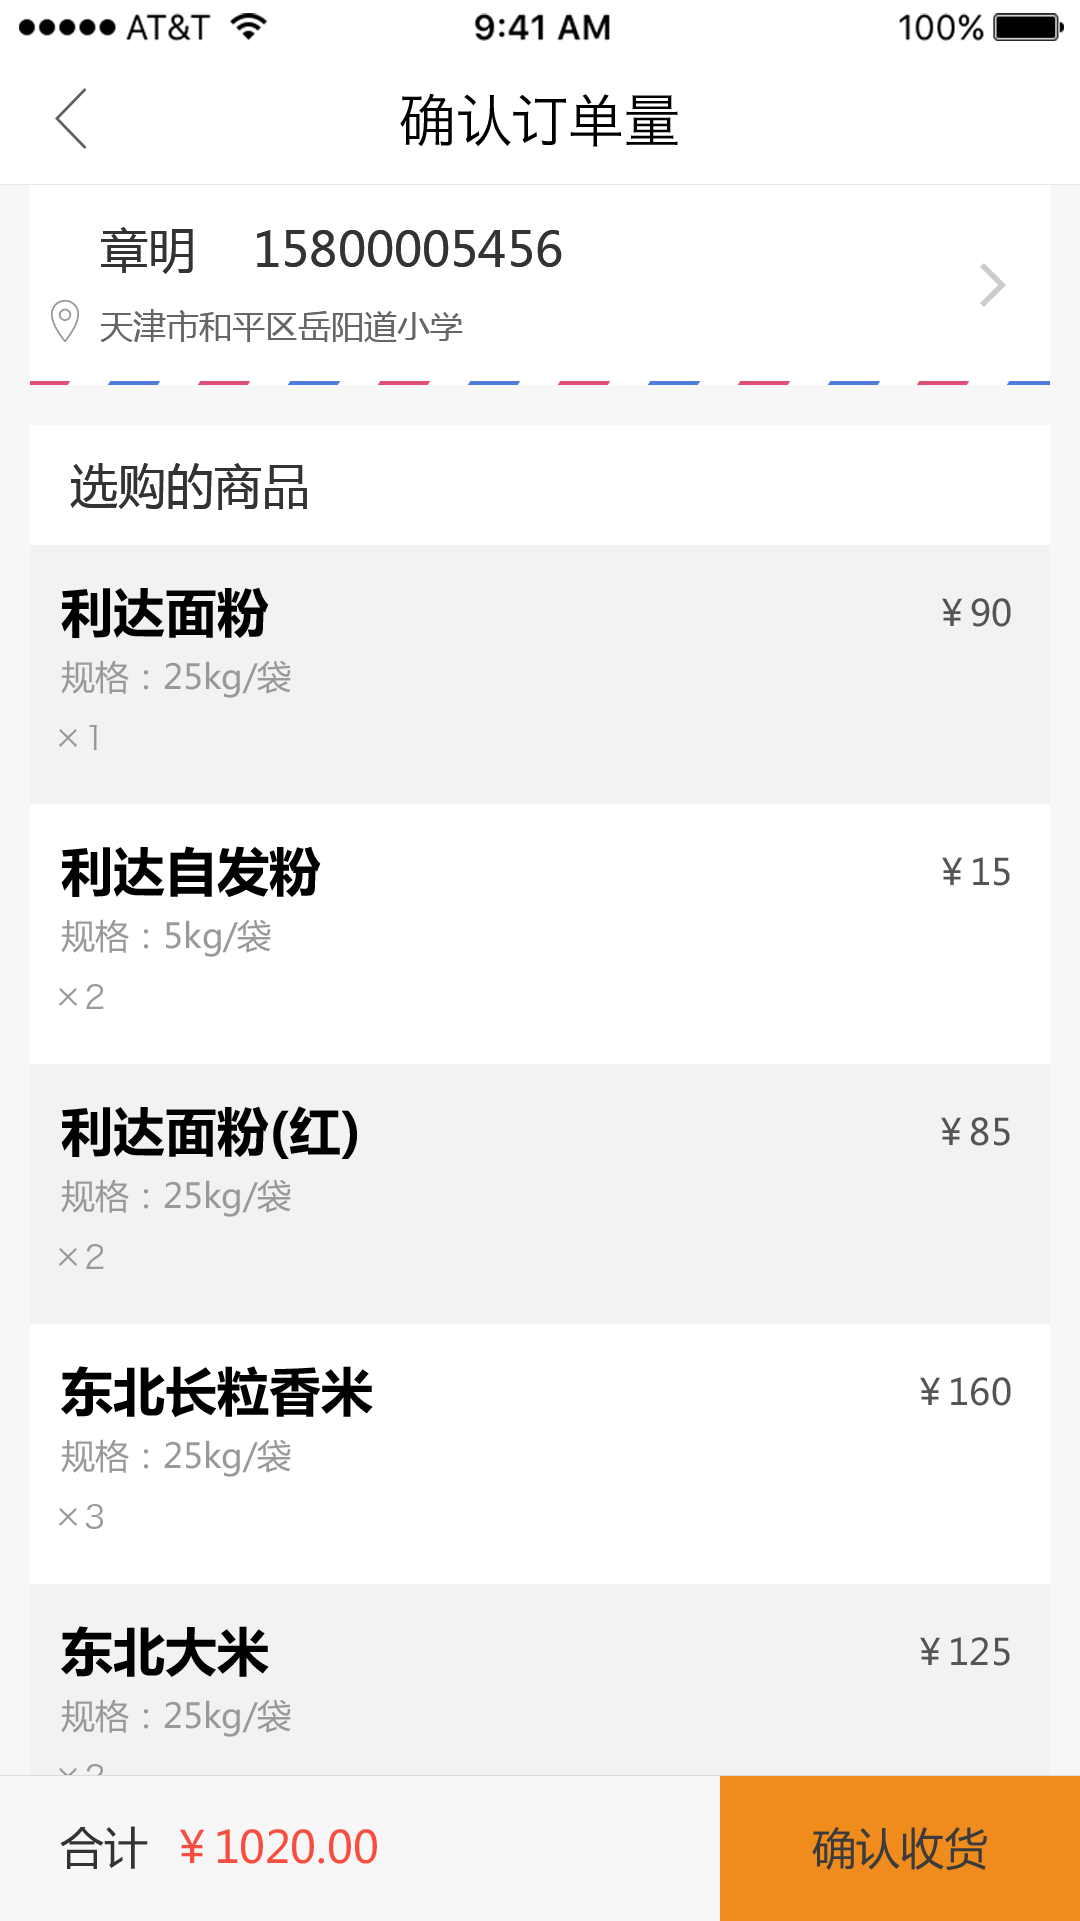 AT&T 9:41 AM 100%
确认订单量
章明 15800005456
天津市和平区岳阳道小学
选购的商品
利达面粉 ¥90
规格：25kg/袋
×1
利达自发粉 ¥15
规格：5kg/袋
×2
利达面粉(红) ¥85
规格：25kg/袋
×2
东北长粒香米 ¥160
规格：25kg/袋
×3
东北大米 ¥125
规格：25kg/袋
合计 ¥1020.00
确认收货